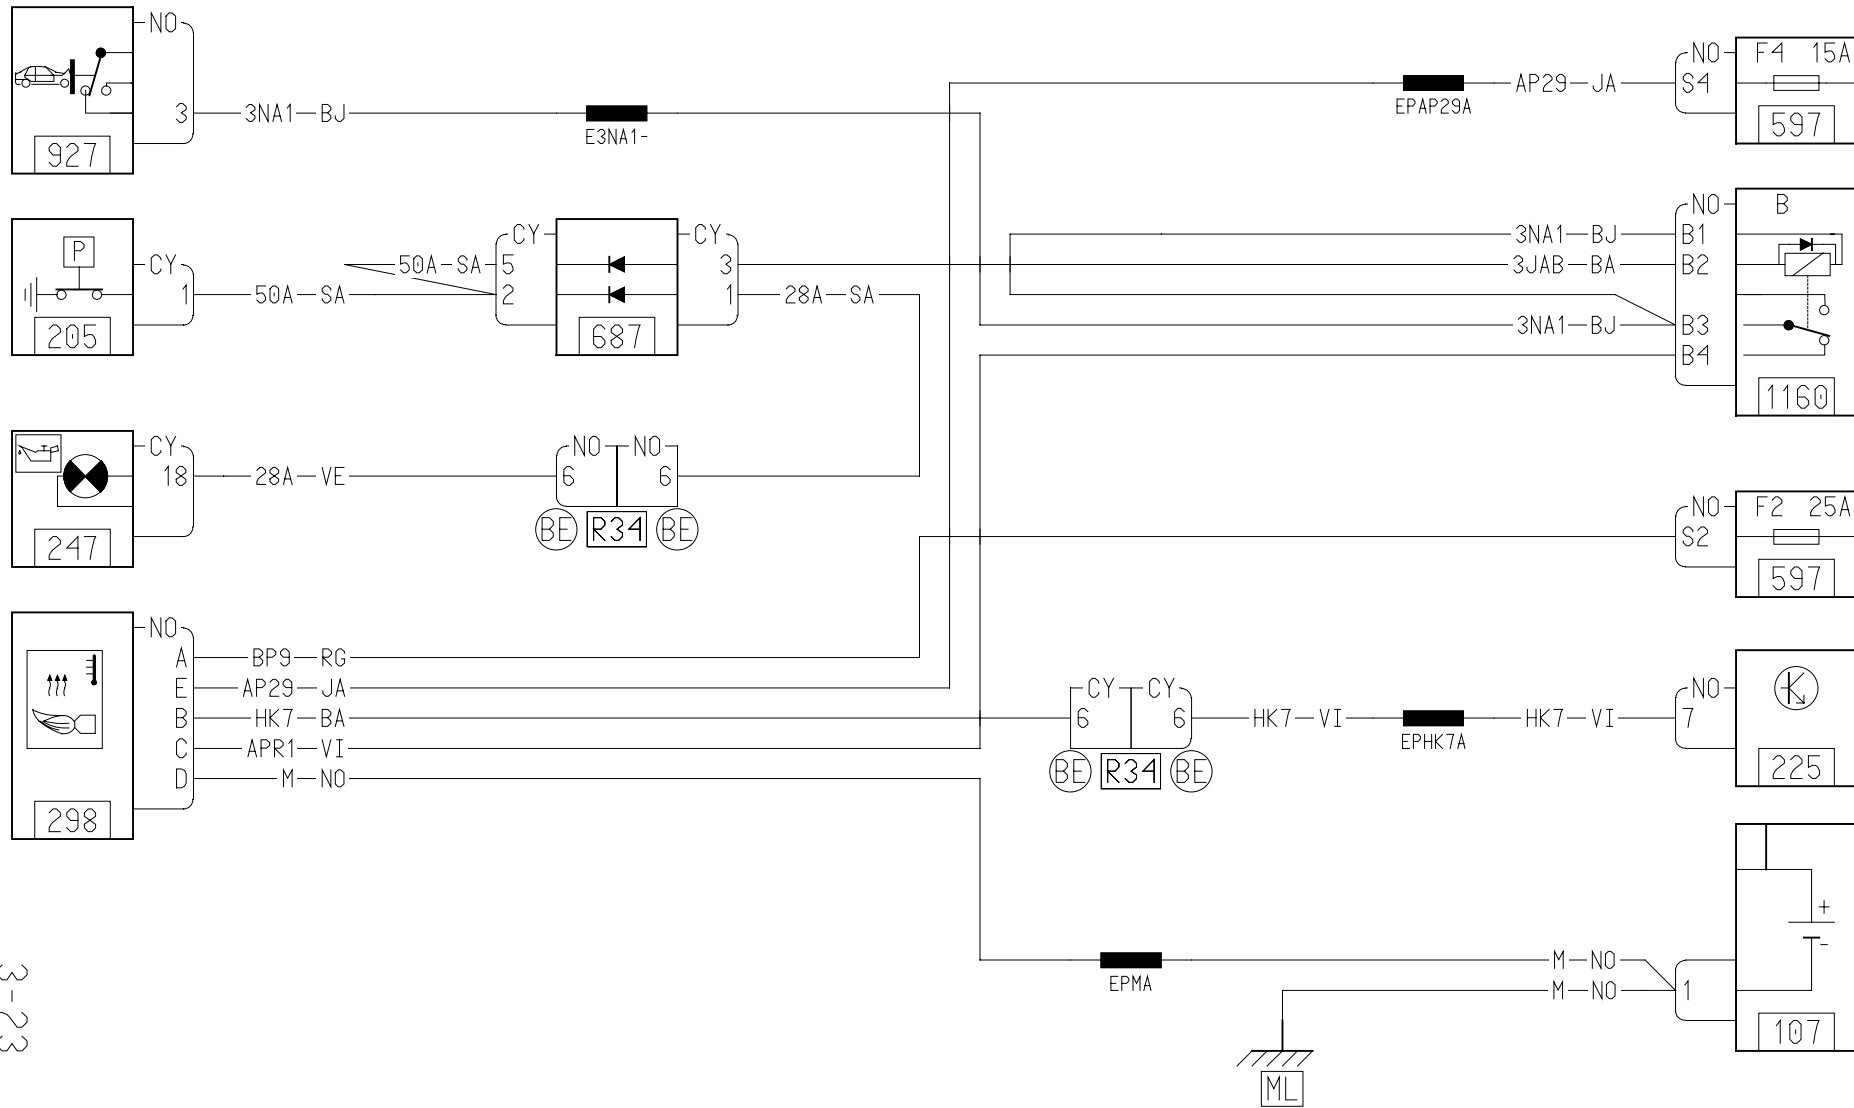 NO
3
3NA1 BJ
E3NA1-
927
EPAP29A
AP29 JA
NO
S4
F4 15A
597
P
CY
1
50A SA
205
50A SA
CY
5
2
687
CY
3
1
28A SA
3NA1 BJ
3JAB BA
3NA1 BJ
NO
B1
B2
B3
B4
B
1160
CY
18
28A VE
247
NO NO
6 6
BE R34 BE
NO
S2
F2 25A
597
NO
A BP9 RG
E AP29 JA
B HK7 BA
C APR1 VI
D M NO
298
CY CY
6 6
BE R34 BE
HK7 VI
EPHK7A
HK7 VI
NO
7
225
EPMA
M NO
M NO
1
+
-
107
ML
3-23